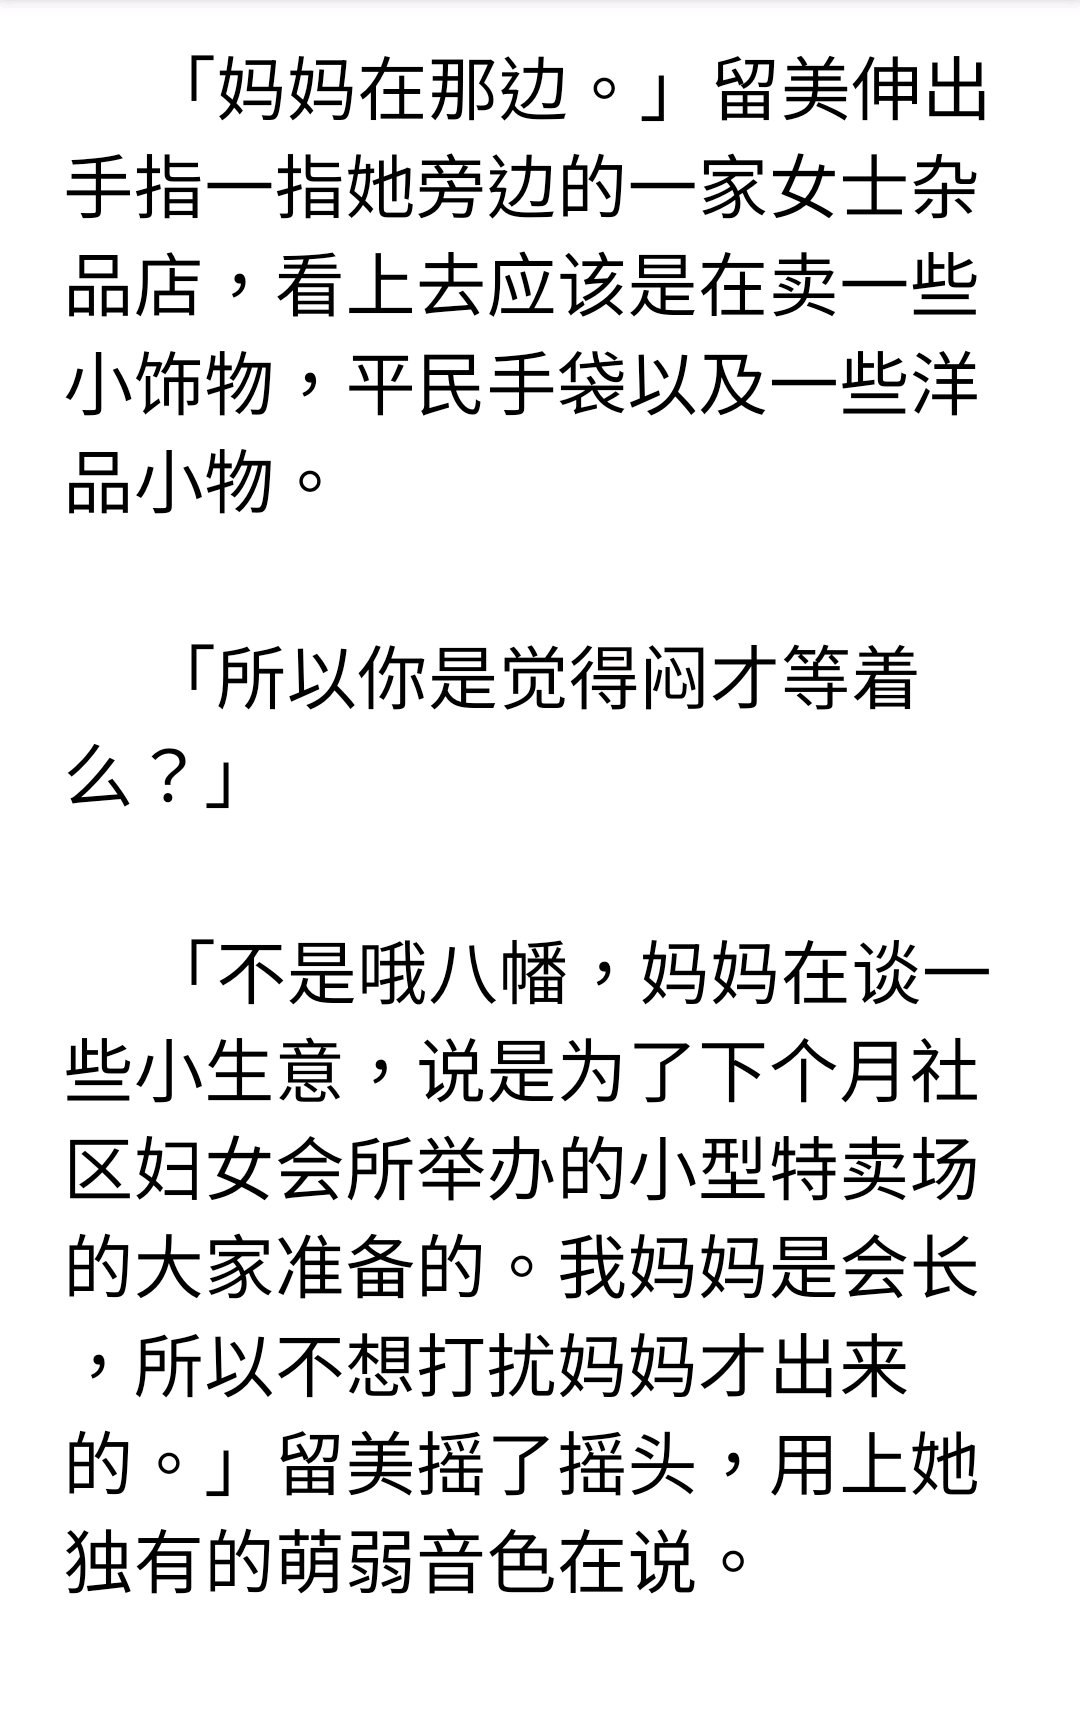 「妈妈在那边。」留美伸出
手指一指她旁边的一家女士杂
品店，看上去应该是在卖一些
小饰物，平民手袋以及一些洋
品小物。
「所以你是觉得闷才等着
么？」
「不是哦八幡，妈妈在谈一
些小生意，说是为了下个月社
区妇女会所举办的小型特卖场
的大家准备的。我妈妈是会长
，所以不想打扰妈妈才出来
的。」留美摇了摇头，用上她
独有的萌弱音色在说。